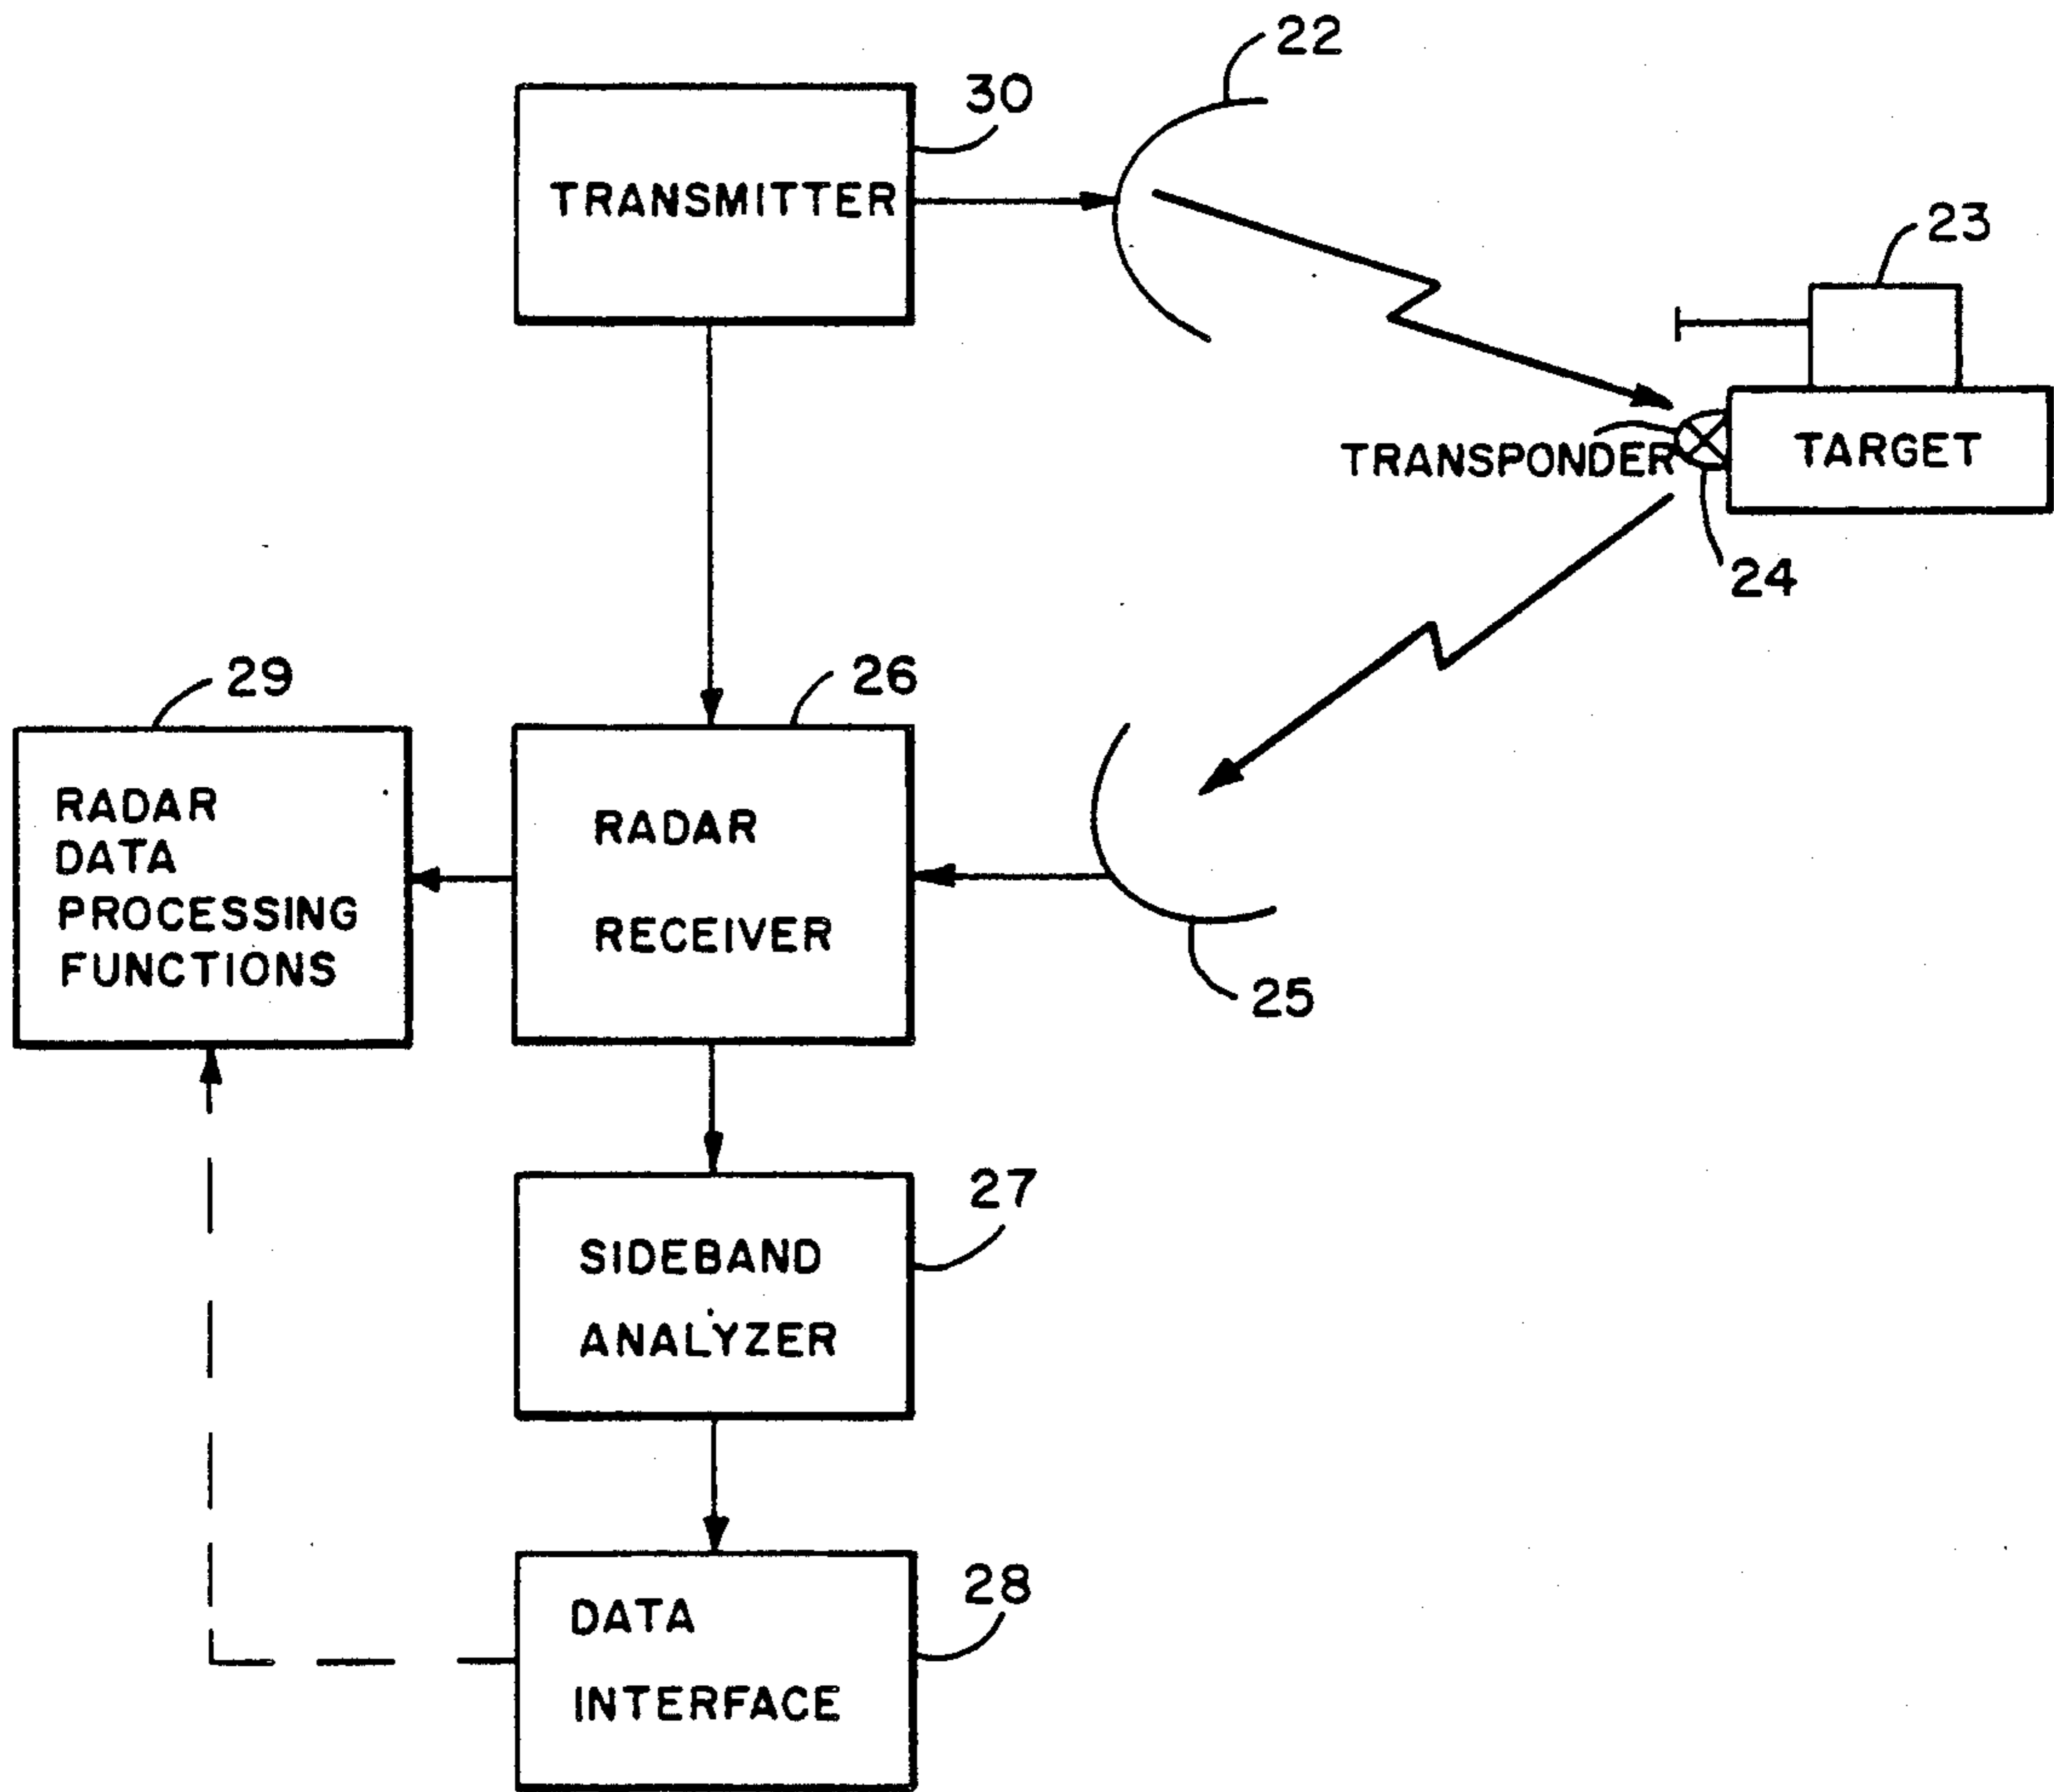 22
30
TRANSMITTER
23
TRANSPONDER
TARGET
24
29
26
RADAR
DATA
PROCESSING
FUNCTIONS
RADAR
RECEIVER
25
27
SIDEBAND
ANALYZER
28
DATA
INTERFACE